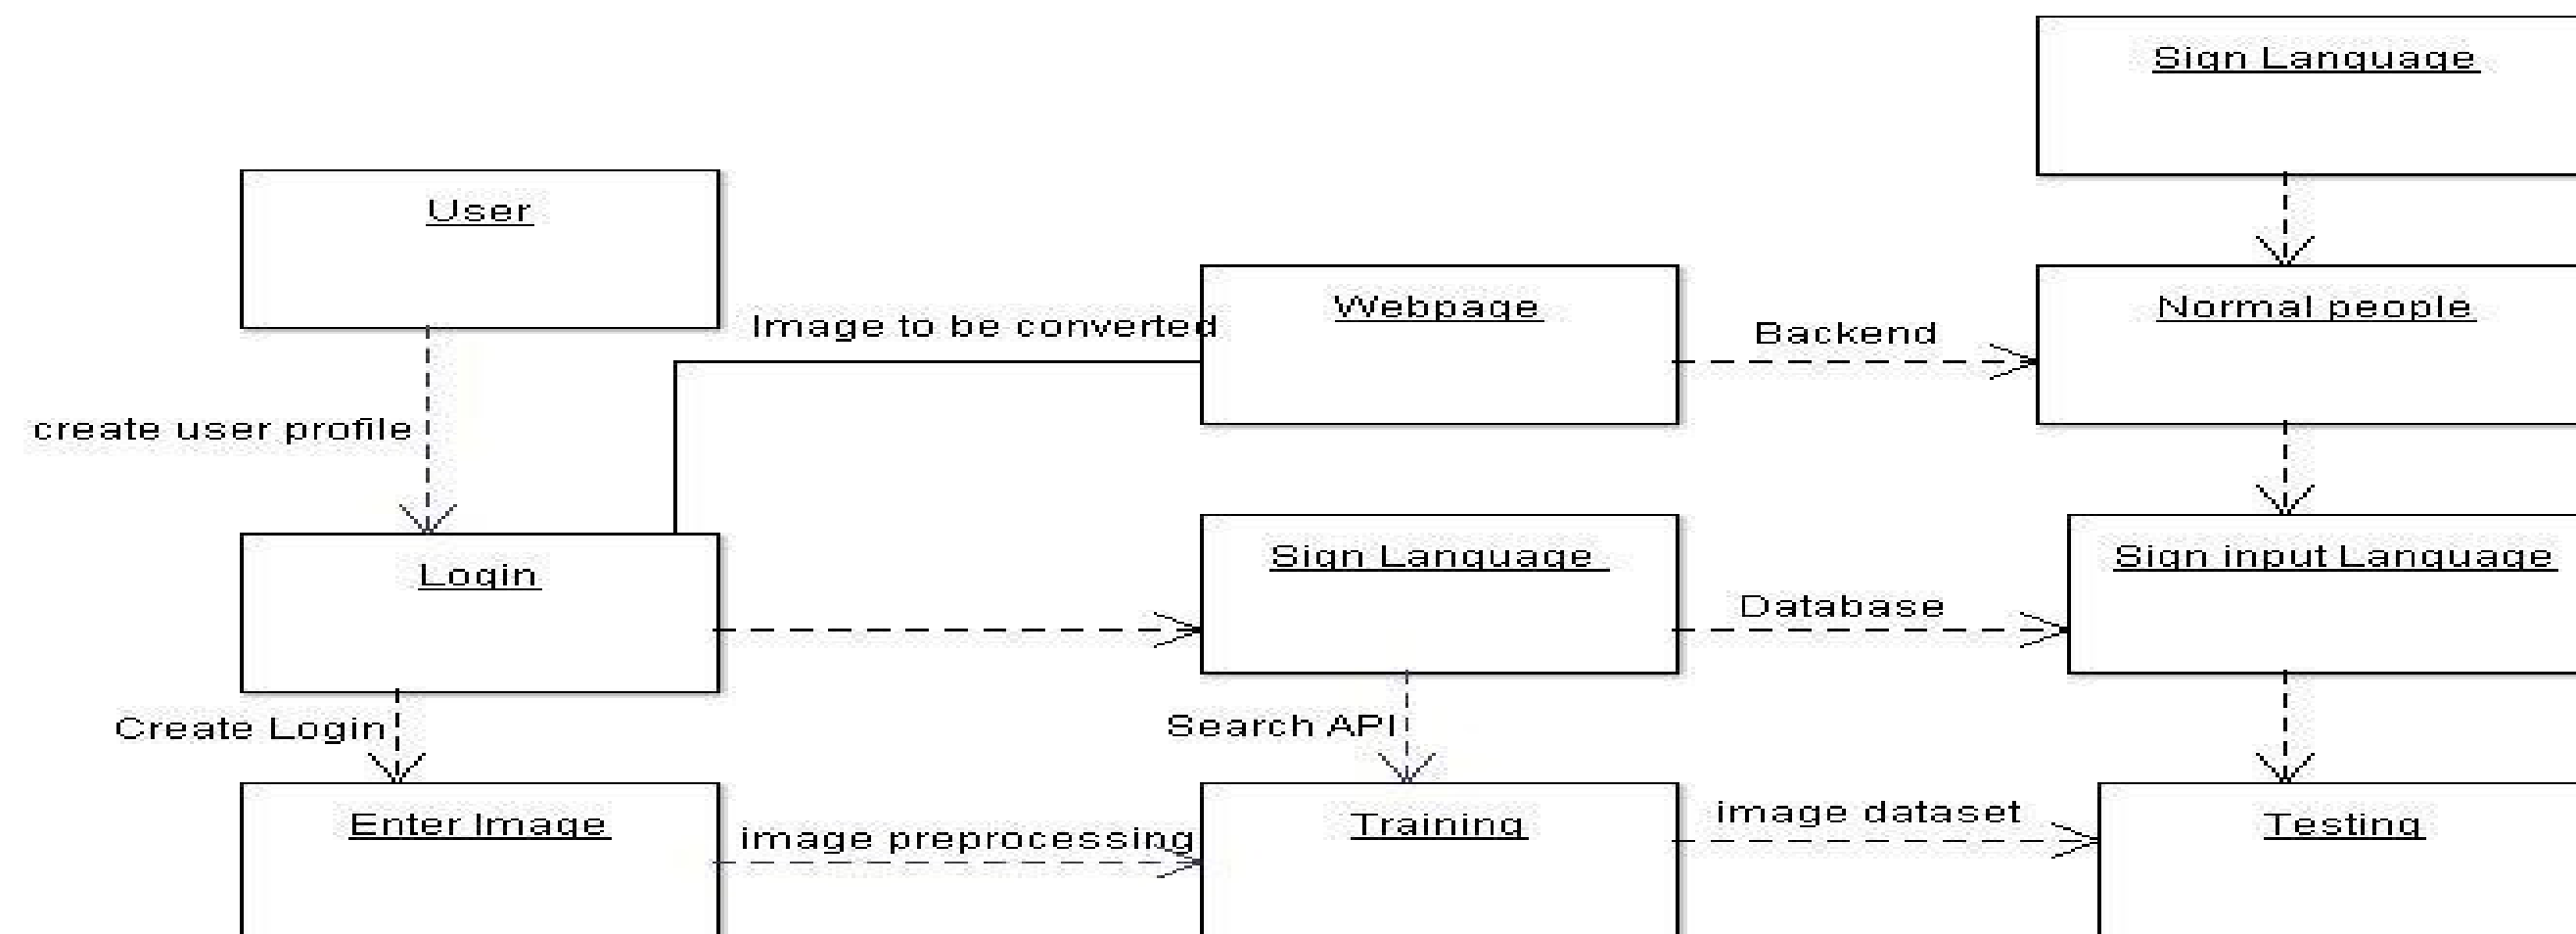 Sign Language
User
Webpage
Normal people
Image to be converted
Backend
create user profile
Login
Sign Language
Sign input Language
Database
Create Login
Search API
Enter Image
Training
Testing
image preprocessing
image dataset